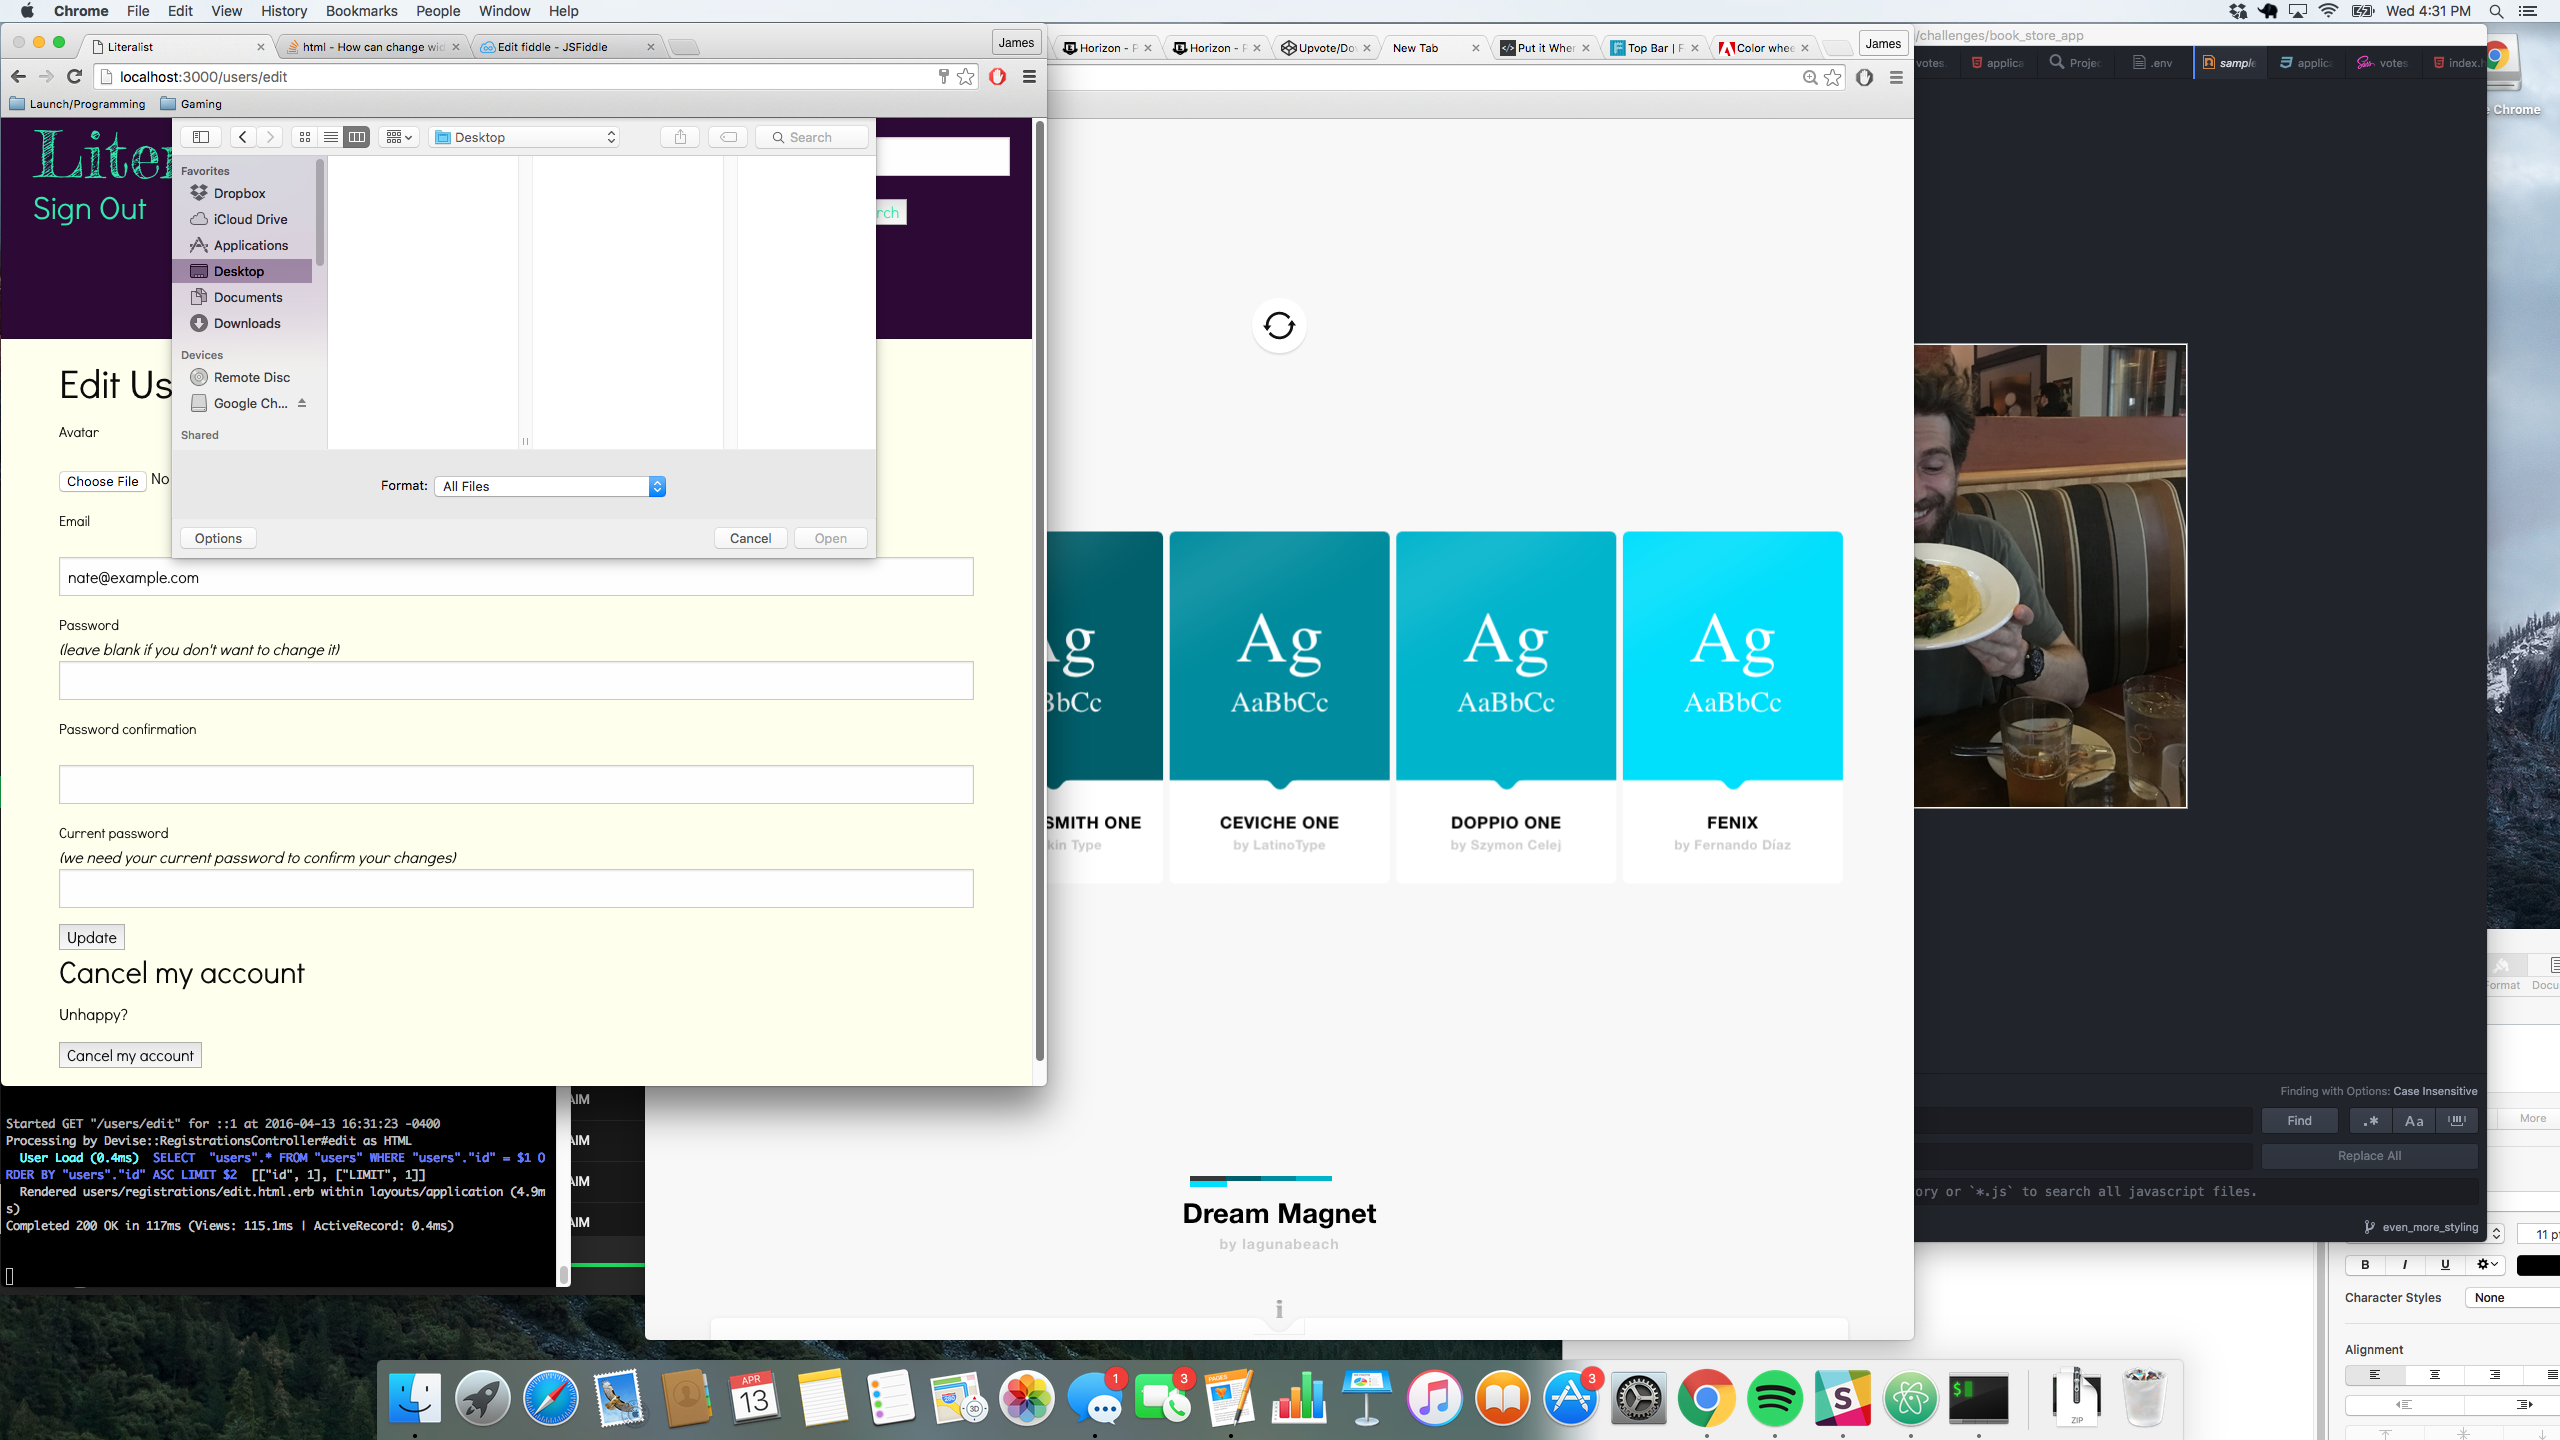 Chrome File Edit View History Bookmarks People Window Help
Wed 4:31 PM
Literalist
html - How can change wid
Edit fiddle - JSFiddle
James
localhost:3000/users/edit
Launch/Programming
Gaming
Liter
Sign Out
rch
Desktop
Search
Favorites
Dropbox
iCloud Drive
Applications
Desktop
Documents
Downloads
Devices
Remote Disc
Google Ch...
Shared
Format: All Files
Options
Cancel
Open
Edit Us
Avatar
Choose File No
Email
nate@example.com
Password
(leave blank if you don't want to change it)
Password confirmation
Current password
(we need your current password to confirm your changes)
Update
Cancel my account
Unhappy?
Cancel my account
Started GET "/users/edit" for ::1 at 2016-04-13 16:31:23 -0400
Processing by Devise::RegistrationsController#edit as HTML
User Load (0.4ms) SELECT "users".* FROM "users" WHERE "users"."id" = $1 O
RDER BY "users"."id" ASC LIMIT $2 [["id", 1], ["LIMIT", 1]]
Rendered users/registrations/edit.html.erb within layouts/application (4.9m
s)
Completed 200 OK in 117ms (Views: 115.1ms | ActiveRecord: 0.4ms)
AIM
AIM
AIM
AIM
Horizon - P
Horizon - P
Upvote/Do
New Tab
Put it Wher
Top Bar | F
Color whee
James
Ag
bCc
SMITH ONE
kin Type
Ag
AaBbCc
CEVICHE ONE
by LatinoType
Ag
AaBbCc
DOPPIO ONE
by Szymon Celej
Ag
AaBbCc
FENIX
by Fernando Díaz
Dream Magnet
by lagunabeach
i
/challenges/book_store_app
votes.
applica
Projec
.env
sample
applic
votes
index.h
Chrome
Finding with Options: Case Insensitive
Find
.*
Aa
Replace All
ory or `*.js` to search all javascript files.
even_more_styling
Format
Docu
More
11 pt
B I U
Character Styles
None
Alignment
APR
13
3D
1
3
PAGES
3
$
ZIP